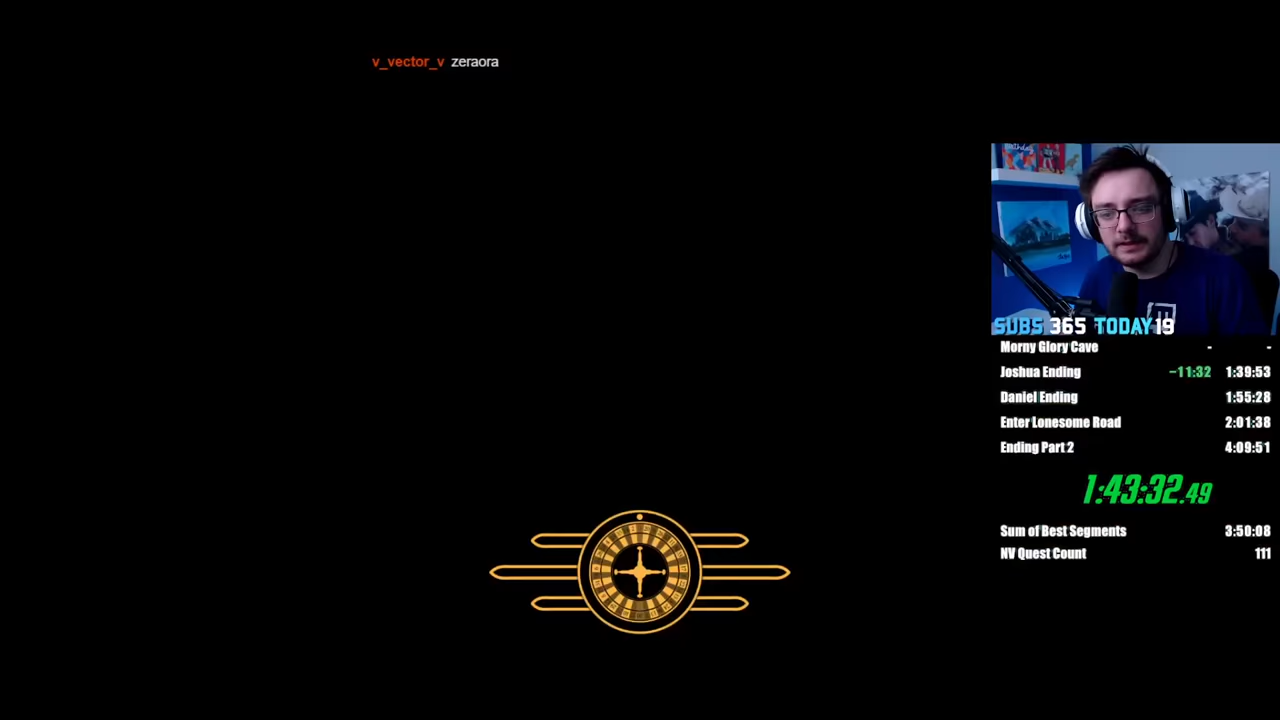 v_vector_v zeraora
SUBS 365 TODAY 19
Morny Glory Cave - -
Joshua Ending -11:32 1:39:53
Daniel Ending 1:55:28
Enter Lonesome Road 2:01:38
Ending Part 2 4:09:51
1:43:32.49
Sum of Best Segments 3:50:08
NV Quest Count 111